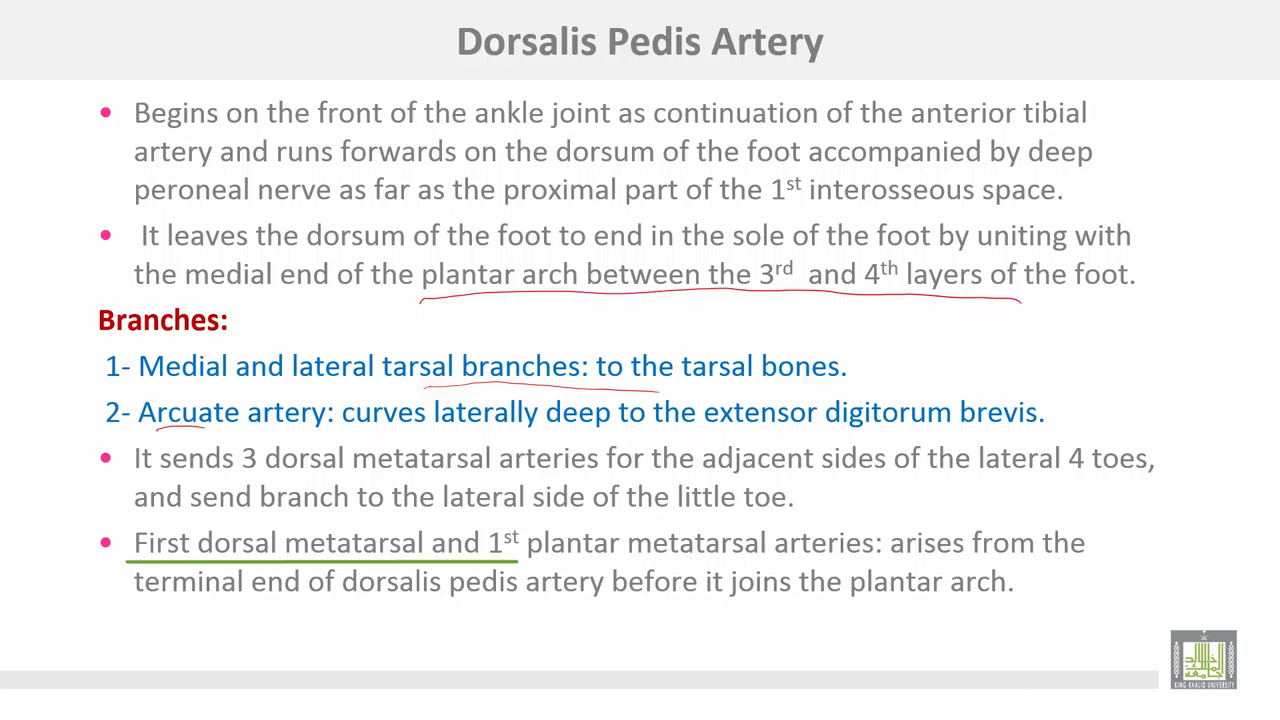 Dorsalis Pedis Artery
• Begins on the front of the ankle joint as continuation of the anterior tibial
artery and runs forwards on the dorsum of the foot accompanied by deep
peroneal nerve as far as the proximal part of the 1st interosseous space.
• It leaves the dorsum of the foot to end in the sole of the foot by uniting with
the medial end of the plantar arch between the 3rd and 4th layers of the foot.
Branches:
1- Medial and lateral tarsal branches: to the tarsal bones.
2- Arcuate artery: curves laterally deep to the extensor digitorum brevis.
• It sends 3 dorsal metatarsal arteries for the adjacent sides of the lateral 4 toes,
and send branch to the lateral side of the little toe.
• First dorsal metatarsal and 1st plantar metatarsal arteries: arises from the
terminal end of dorsalis pedis artery before it joins the plantar arch.
KING KHALID UNIVERSITY